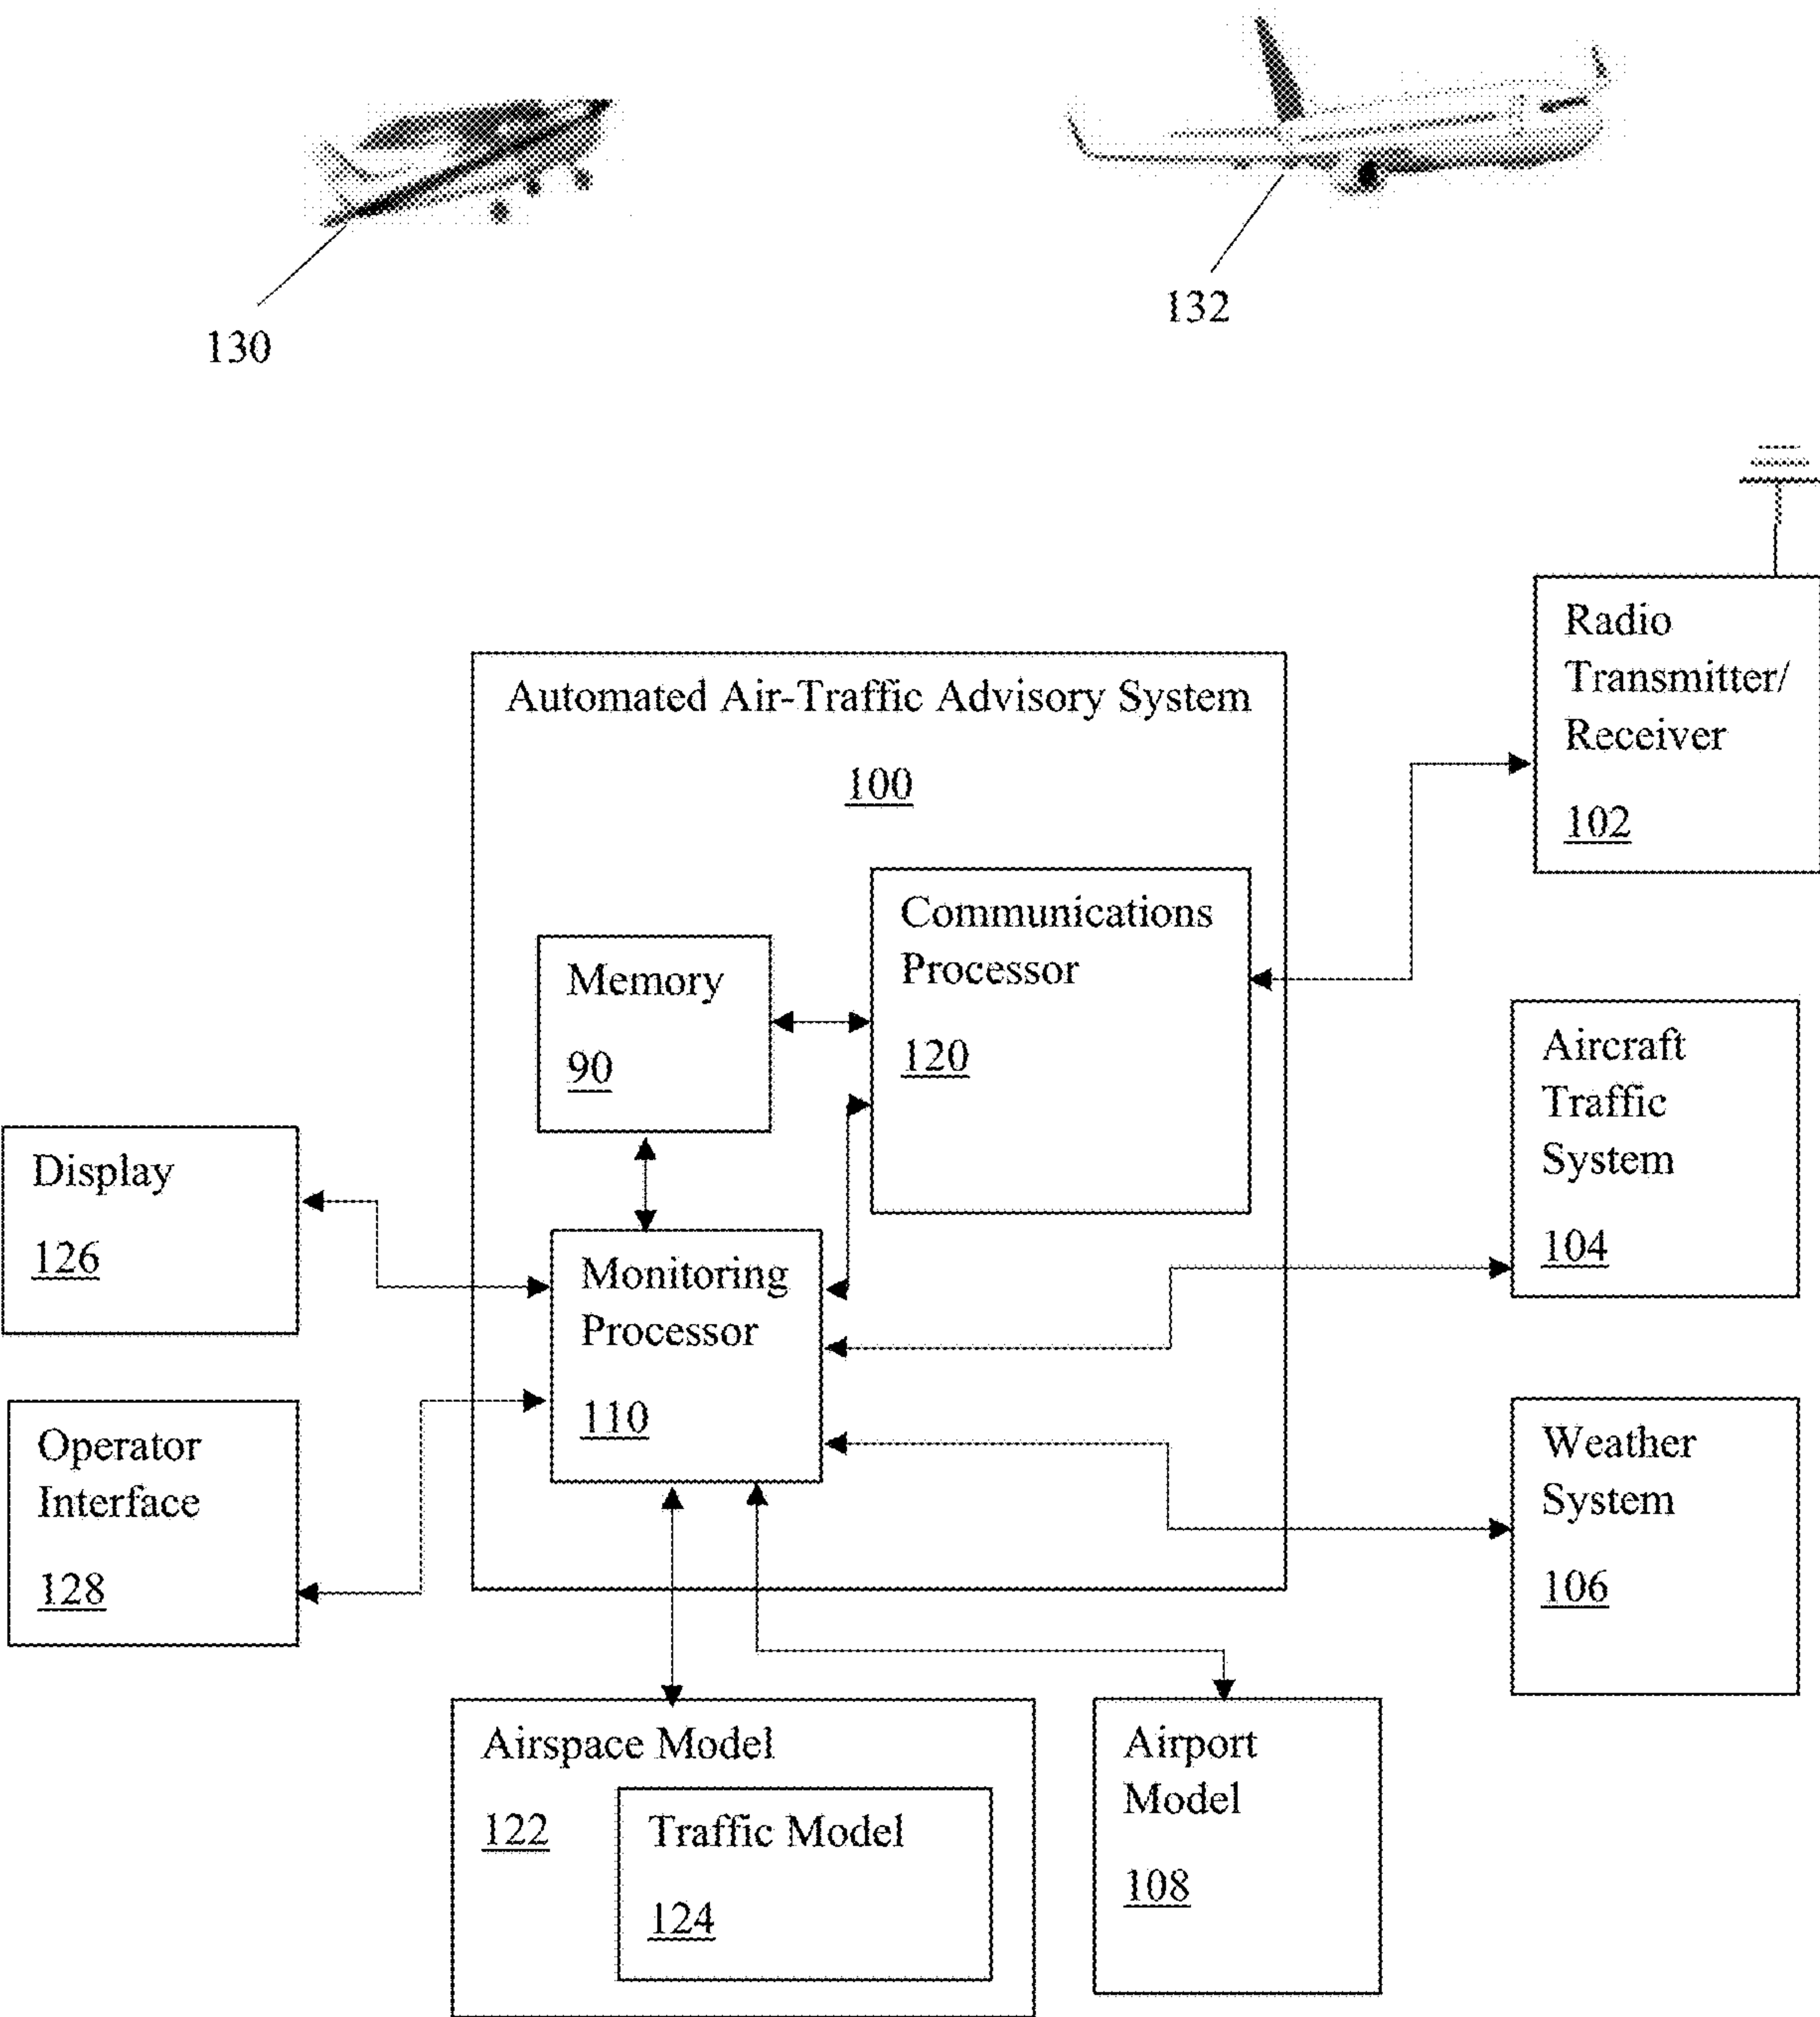 130
132
Radio
Transmitter/
Receiver
102
Automated Air-Traffic Advisory System
100
Communications
Processor
120
Memory
90
Aircraft
Traffic
System
104
Display
126
Monitoring
Processor
110
Operator
Interface
128
Weather
System
106
Airspace Model
122
Traffic Model
124
Airport
Model
108